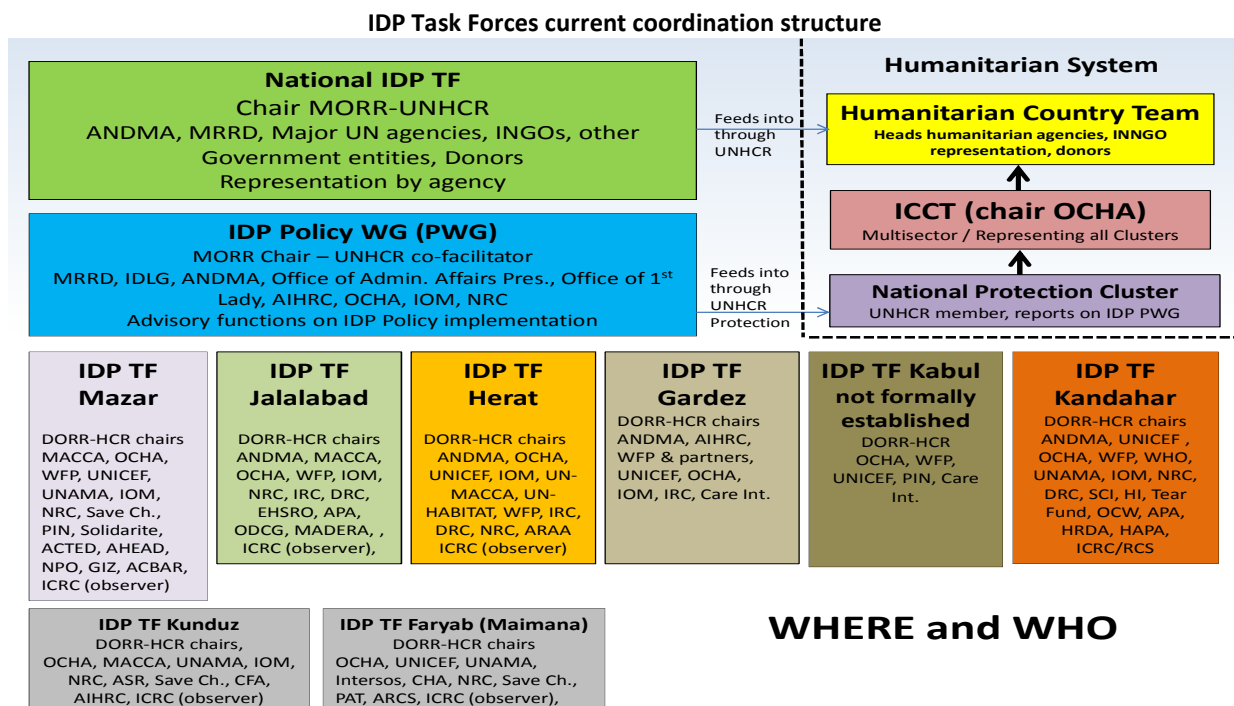 IDP Task Forces current coordination structure
National IDP TF
Chair MORR-UNHCR
ANDMA, MRRD, Major UN agencies, INGOs, other
Government entities, Donors
Representation by agency
Feeds into
through
UNHCR
Humanitarian System
Humanitarian Country Team
Heads humanitarian agencies, INNGO
representation, donors
ICCT (chair OCHA)
Multisector / Representing all Clusters
IDP Policy WG (PWG)
MORR Chair – UNHCR co-facilitator
MRRD, IDLG, ANDMA, Office of Admin. Affairs Pres., Office of 1st
Lady, AIHRC, OCHA, IOM, NRC
Advisory functions on IDP Policy implementation
Feeds into
through
UNHCR
Protection
National Protection Cluster
UNHCR member, reports on IDP PWG
IDP TF
Mazar
DORR-HCR chairs
MACCA, OCHA,
WFP, UNICEF,
UNAMA, IOM,
NRC, Save Ch.,
PIN, Solidarite,
ACTED, AHEAD,
NPO, GIZ, ACBAR,
ICRC (observer)
IDP TF
Jalalabad
DORR-HCR chairs
ANDMA, MACCA,
OCHA, WFP, IOM,
NRC, IRC, DRC,
EHSRO, APA,
ODCG, MADERA, ,
ICRC (observer),
IDP TF
Herat
DORR-HCR chairs
ANDMA, OCHA,
UNICEF, IOM, UN-
MACCA, UN-
HABITAT, WFP, IRC,
DRC, NRC, ARAA
ICRC (observer)
IDP TF
Gardez
DORR-HCR chairs
ANDMA, AIHRC,
WFP & partners,
UNICEF, OCHA,
IOM, IRC, Care Int.
IDP TF Kabul
not formally
established
DORR-HCR
OCHA, WFP,
UNICEF, PIN, Care
Int.
IDP TF
Kandahar
DORR-HCR chairs
ANDMA, UNICEF ,
OCHA, WFP, WHO,
UNAMA, IOM, NRC,
DRC, SCI, HI, Tear
Fund, OCW, APA,
HRDA, HAPA,
ICRC/RCS
IDP TF Kunduz
DORR-HCR chairs,
OCHA, MACCA, UNAMA, IOM,
NRC, ASR, Save Ch., CFA,
AIHRC, ICRC (observer)
IDP TF Faryab (Maimana)
DORR-HCR chairs
OCHA, UNICEF, UNAMA,
Intersos, CHA, NRC, Save Ch.,
PAT, ARCS, ICRC (observer),
WHERE and WHO